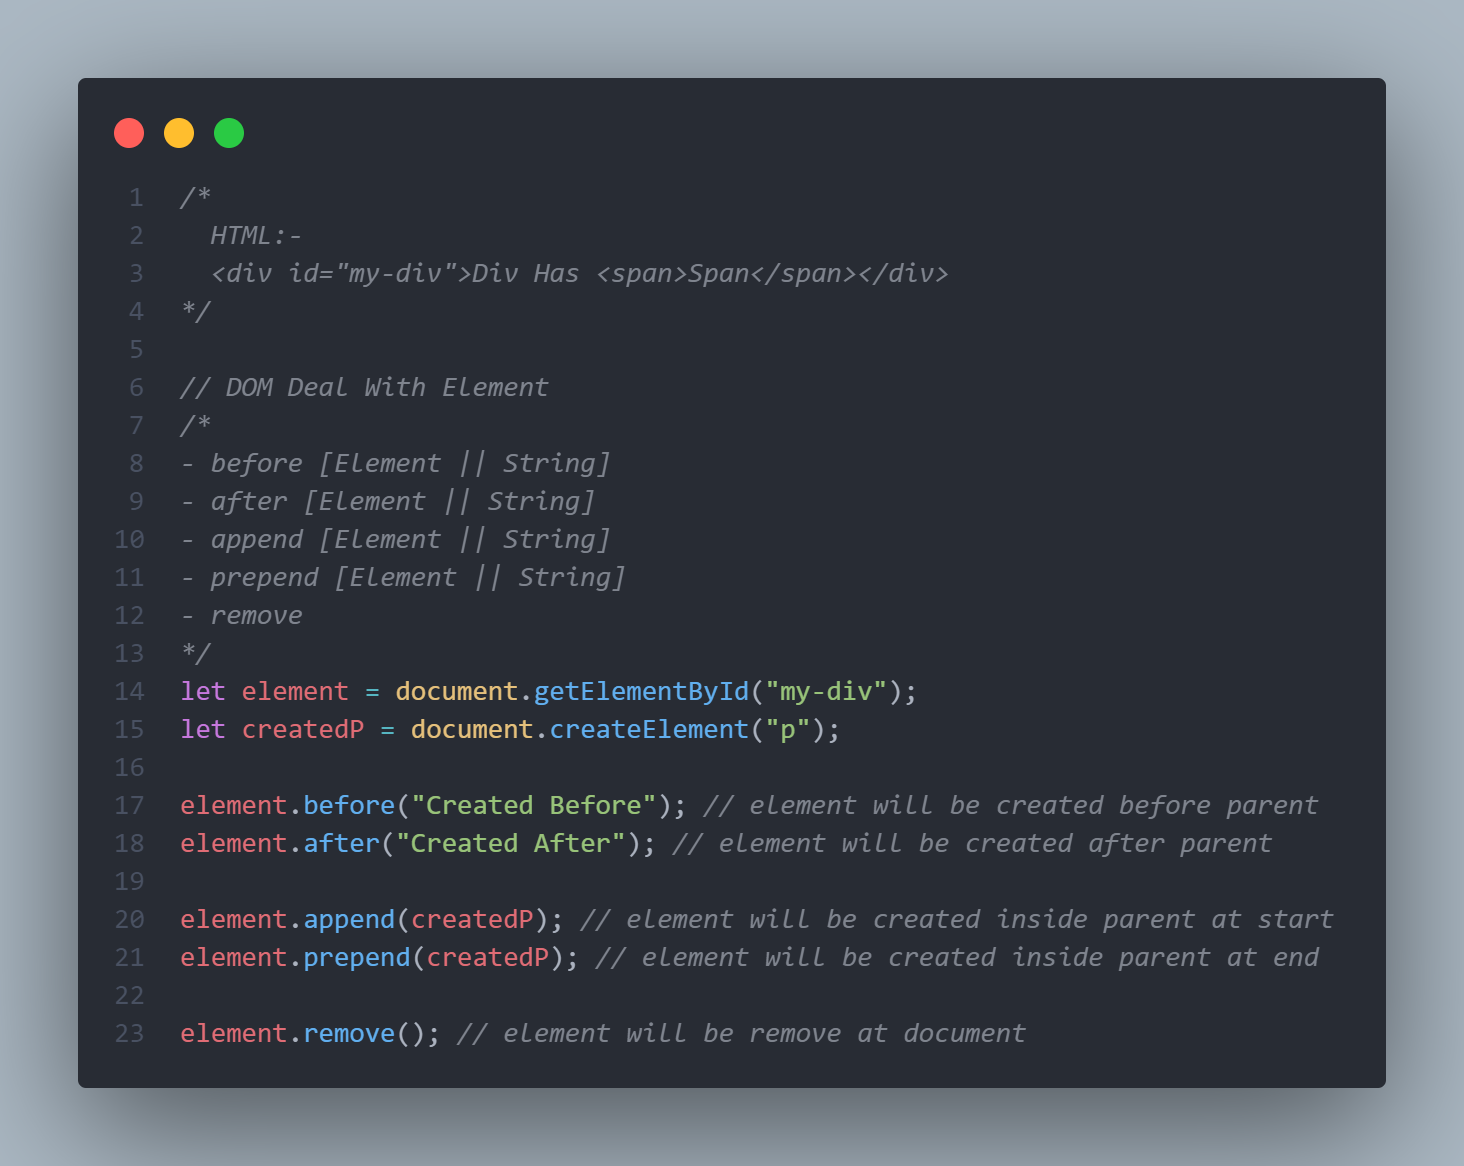 1 /*
2 HTML:-
3 <div id="my-div">Div Has <span>Span</span></div>
4 */
5
6 // DOM Deal With Element
7 /*
8 - before [Element || String]
9 - after [Element || String]
10 - append [Element || String]
11 - prepend [Element || String]
12 - remove
13 */
14 let element = document.getElementById("my-div");
15 let createdP = document.createElement("p");
16
17 element.before("Created Before"); // element will be created before parent
18 element.after("Created After"); // element will be created after parent
19
20 element.append(createdP); // element will be created inside parent at start
21 element.prepend(createdP); // element will be created inside parent at end
22
23 element.remove(); // element will be remove at document